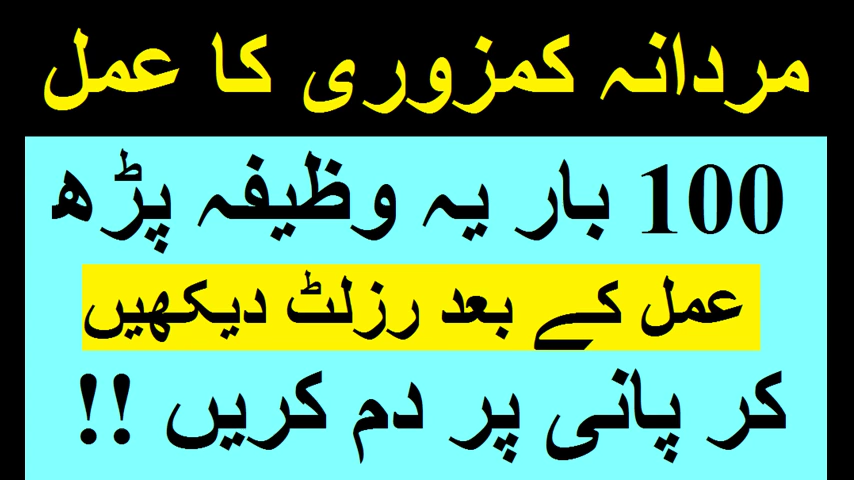 مردانہ کمزوری کا عمل
100 بار یہ وظیفہ پڑھ
عمل کے بعد رزلٹ دیکھیں
کر پانی پر دم کریں !!